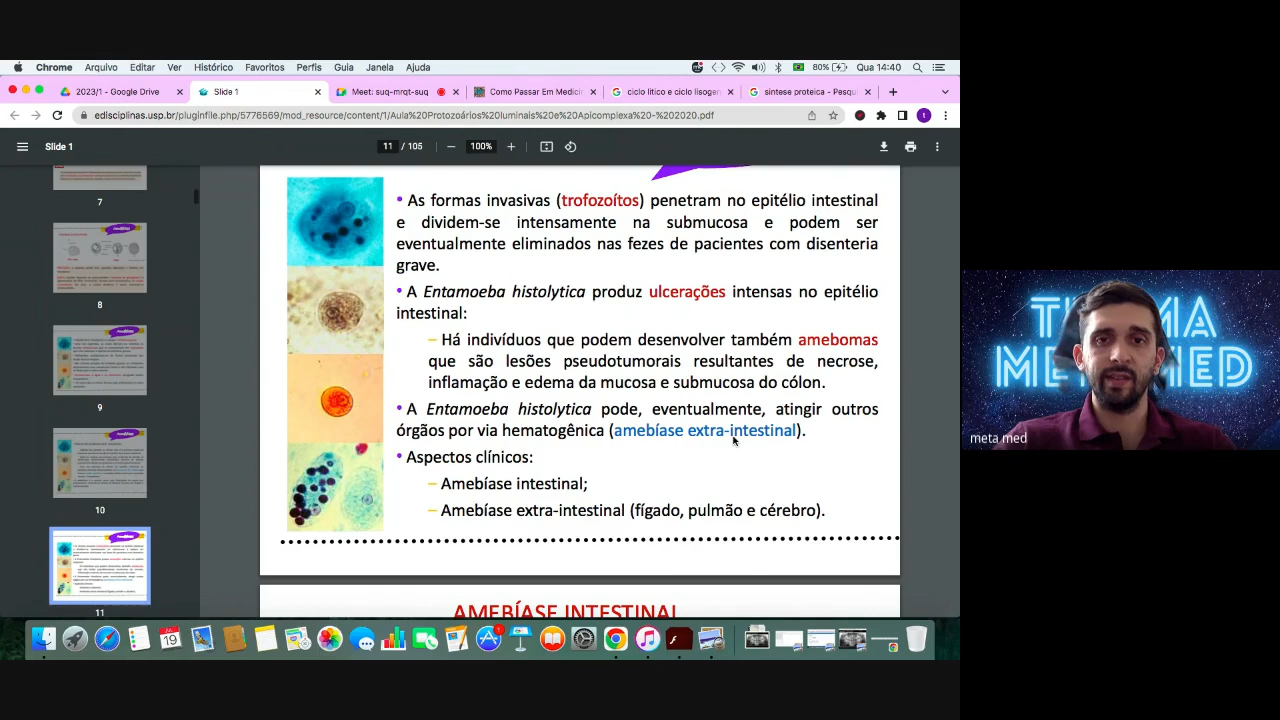 Chrome Arquivo Editar Ver Histórico Favoritos Perfis Guia Janela Ajuda 80% Qua 14:40
2023/1 - Google Drive
Slide 1
Meet: suq-mrqt-suq
Como Passar Em Medicin
ciclo lítico e ciclo lisogen
sintese proteica - Pesqui
edisciplinas.usp.br/pluginfile.php/5776569/mod_resource/content/1/Aula%20Protozoários%20luminais%20e%20Apicomplexa%20-%202020.pdf
Slide 1 11 / 105 100%
7
8
9
10
11
• As formas invasivas (trofozoítos) penetram no epitélio intestinal
e dividem-se intensamente na submucosa e podem ser
eventualmente eliminados nas fezes de pacientes com disenteria
grave.
• A Entamoeba histolytica produz ulcerações intensas no epitélio
intestinal:
– Há indivíduos que podem desenvolver também amebomas
que são lesões pseudotumorais resultantes de necrose,
inflamação e edema da mucosa e submucosa do cólon.
• A Entamoeba histolytica pode, eventualmente, atingir outros
órgãos por via hematogênica (amebíase extra-intestinal).
• Aspectos clínicos:
– Amebíase intestinal;
– Amebíase extra-intestinal (fígado, pulmão e cérebro).
AMEBÍASE INTESTINAL
meta med